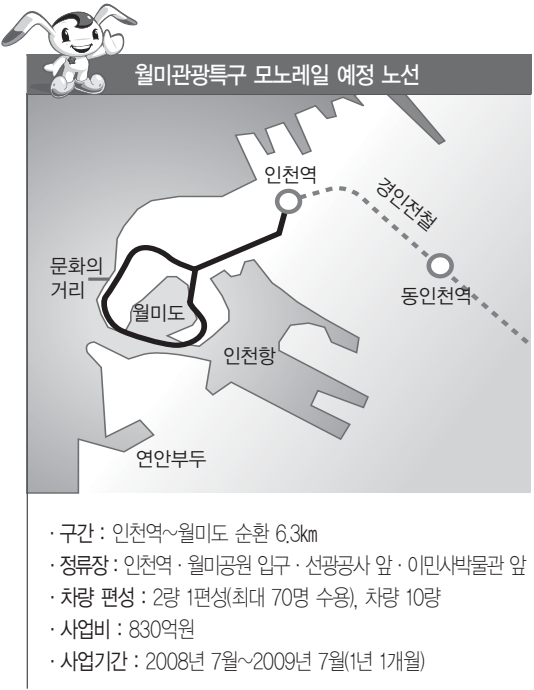 월미관광특구 모노레일 예정 노선
인천역
경인전철
문화의
거리
동인천역
월미도
인천항
연안부두
· 구간 : 인천역~월미도 순환 6.3㎞
· 정류장 : 인천역 · 월미공원 입구 · 선광공사 앞 · 이민사박물관 앞
· 차량 편성 : 2량 1편성(최대 70명 수용), 차량 10량
· 사업비 : 830억원
· 사업기간 : 2008년 7월~2009년 7월(1년 1개월)